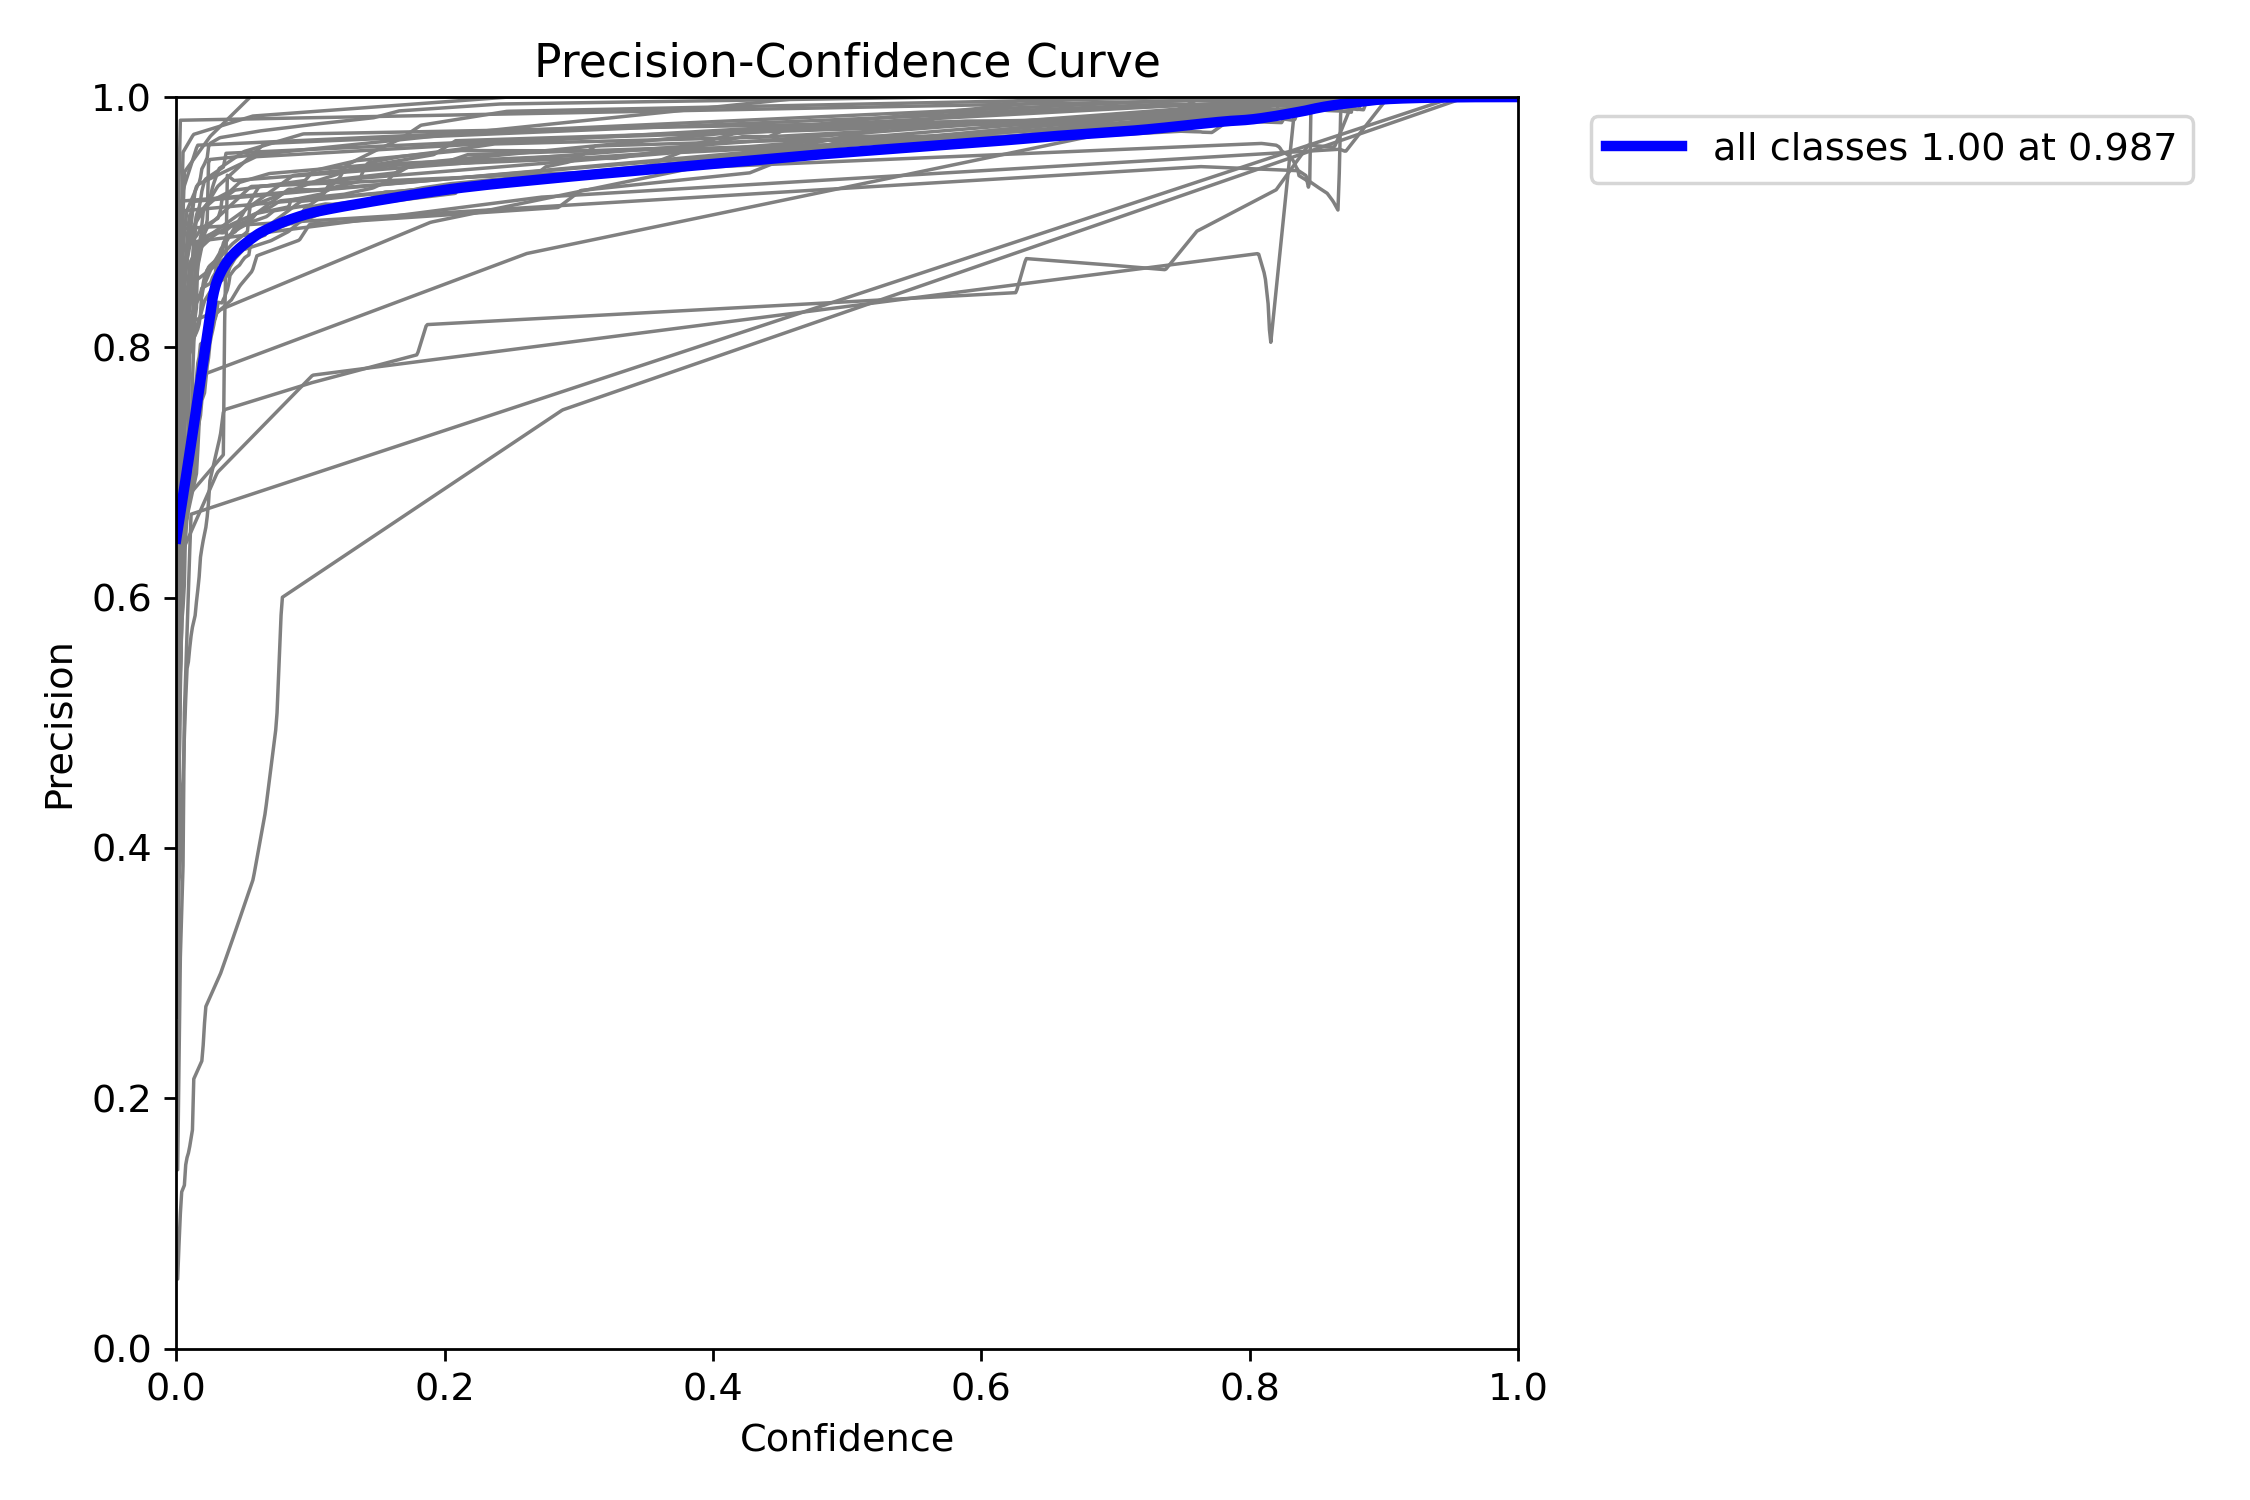 Precision-Confidence Curve
all classes 1.00 at 0.987
1.0
0.8
0.6
0.4
0.2
0.0
Precision
0.0 0.2 0.4 0.6 0.8 1.0
Confidence